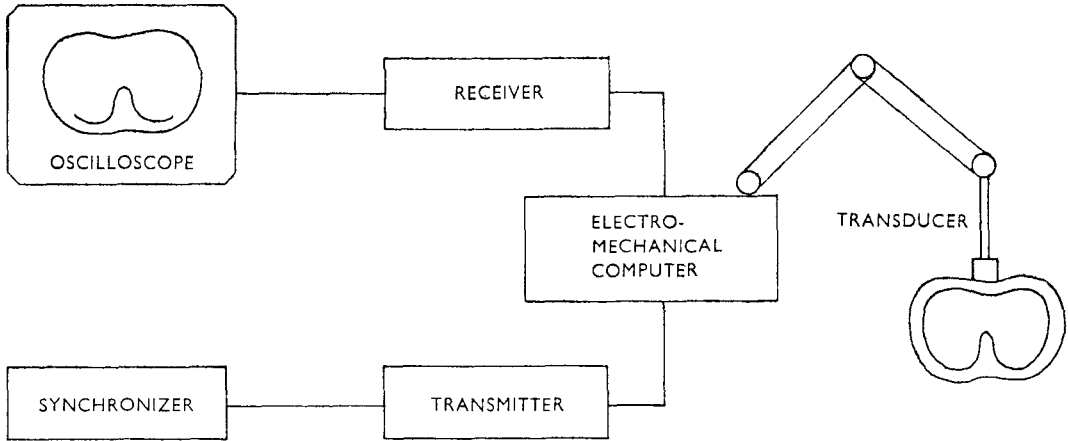 OSCILLOSCOPE
RECEIVER
ELECTRO-
MECHANICAL
COMPUTER
TRANSDUCER
SYNCHRONIZER
TRANSMITTER